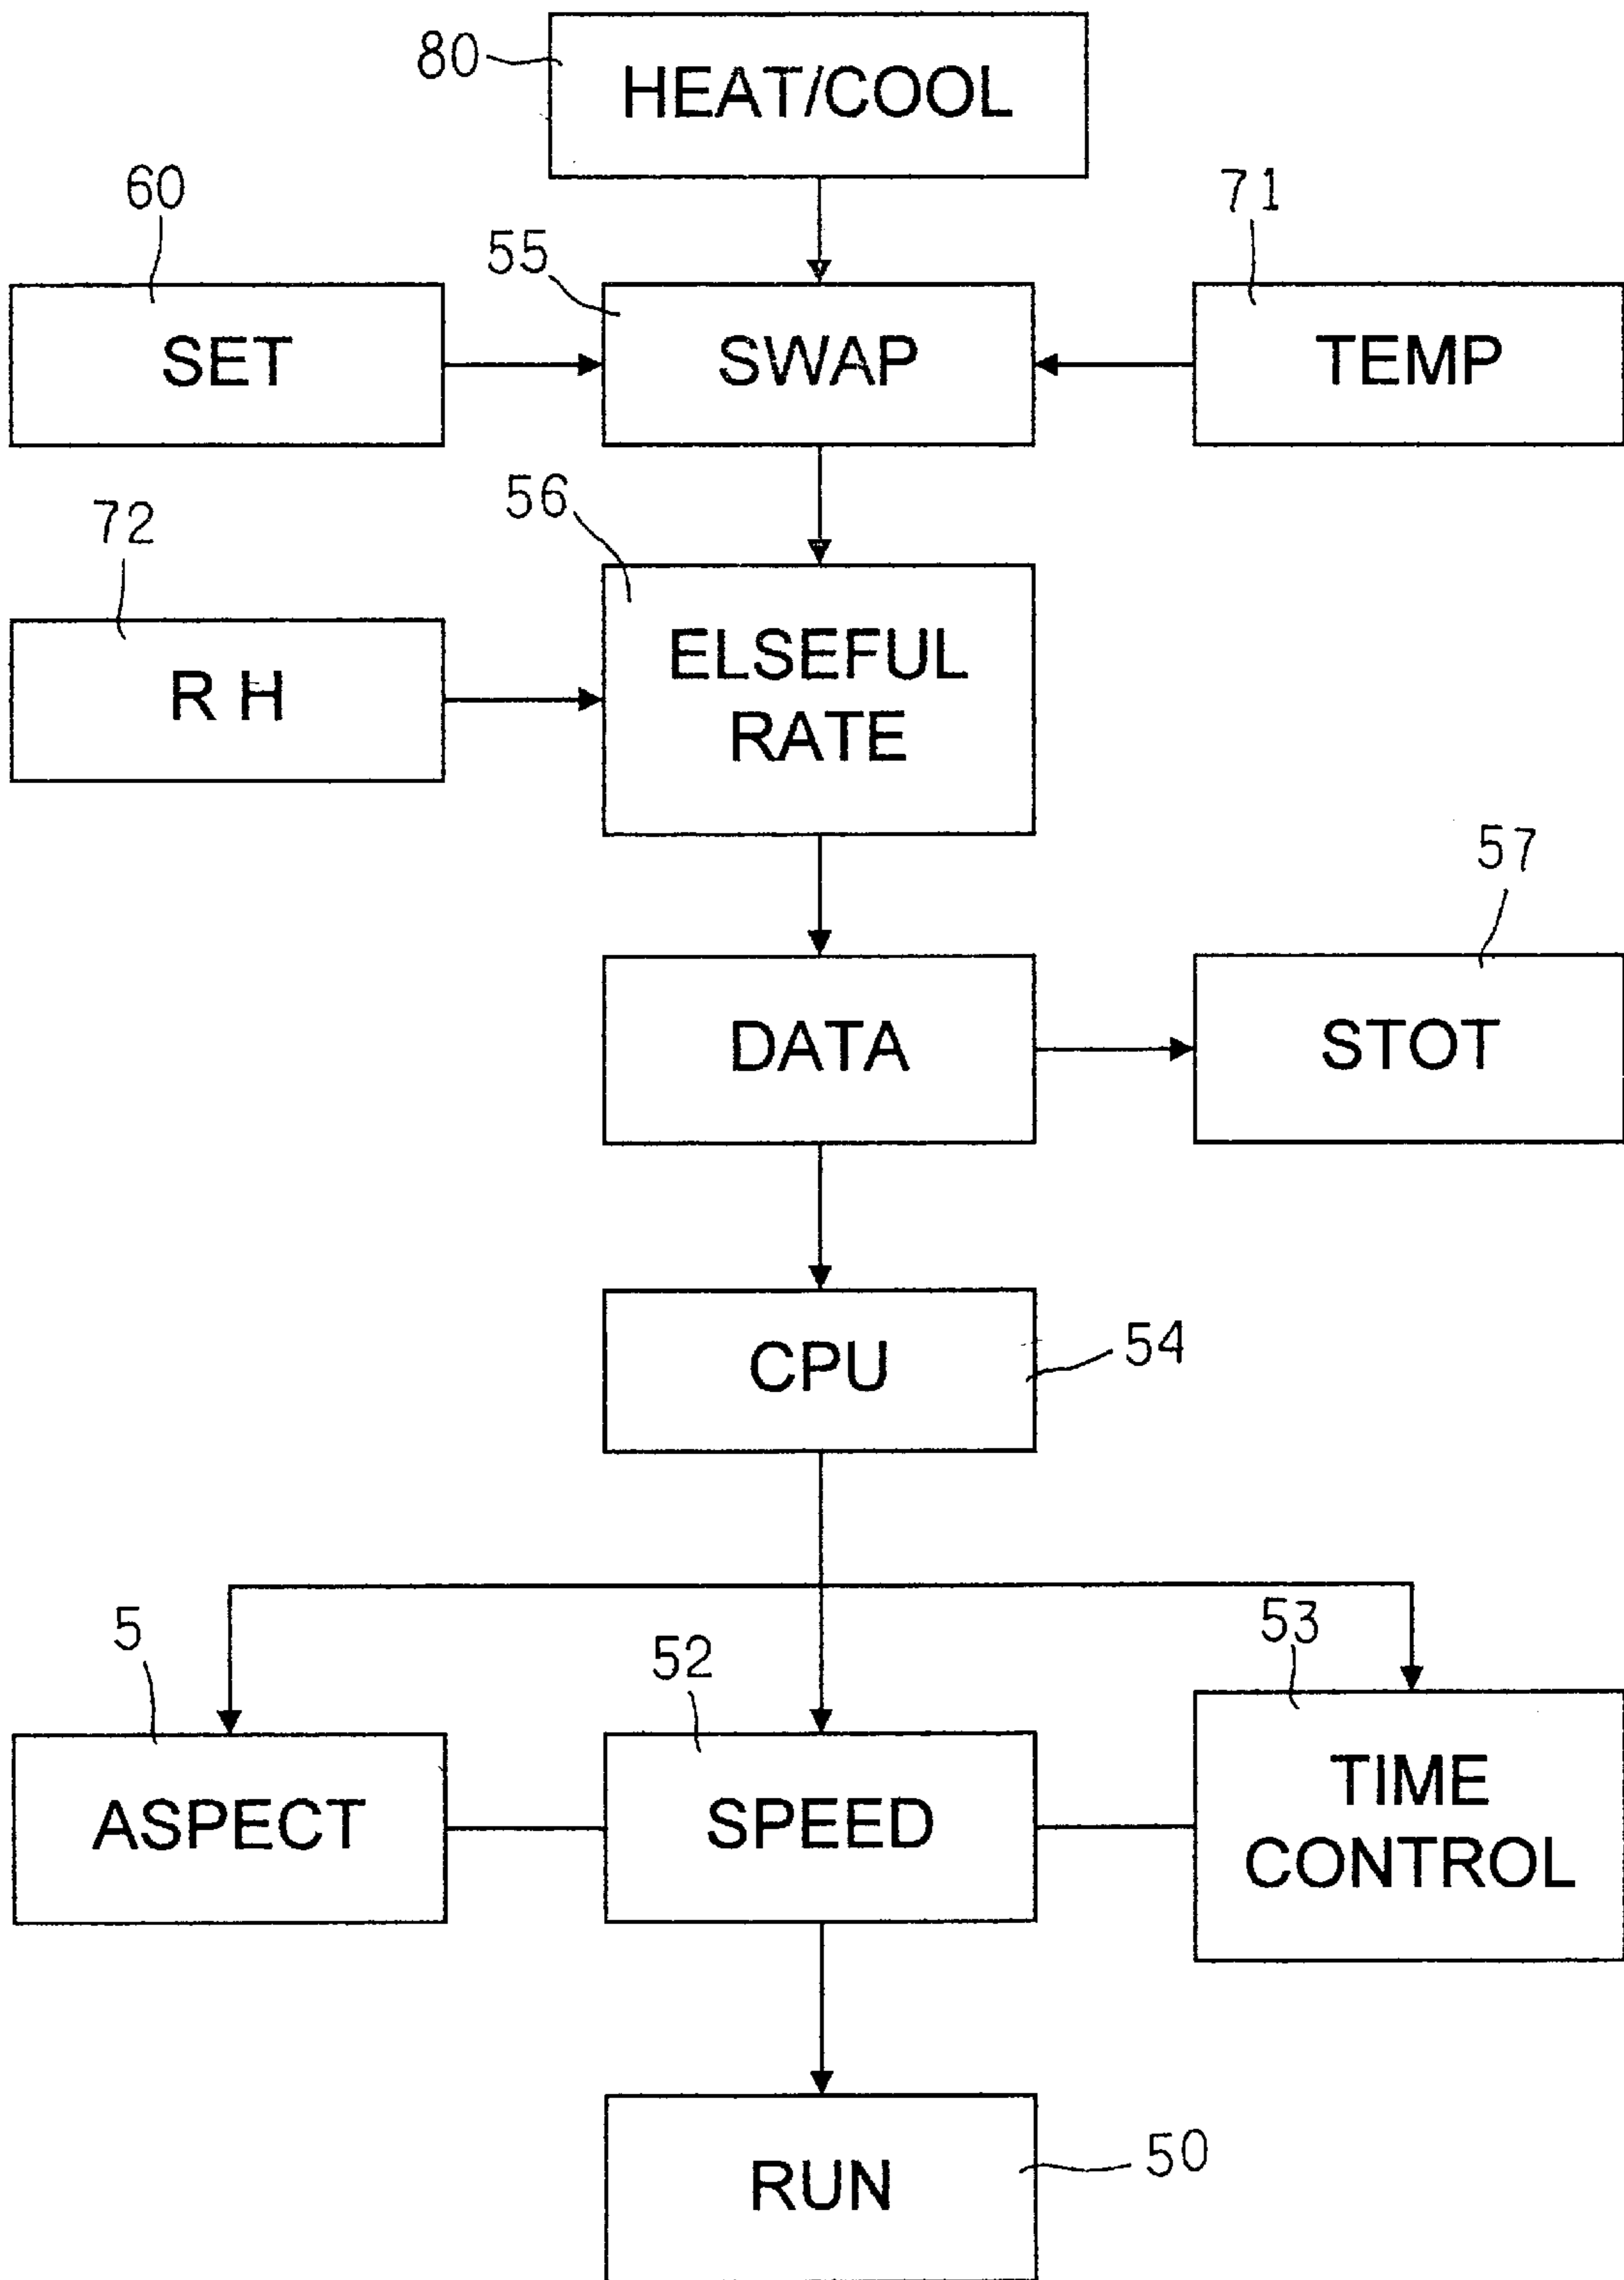 80
HEAT/COOL
60
55
71
SET
SWAP
TEMP
72
56
R H
ELSEFUL
RATE
57
DATA
STOT
CPU
54
5
52
53
ASPECT
SPEED
TIME
CONTROL
RUN
50